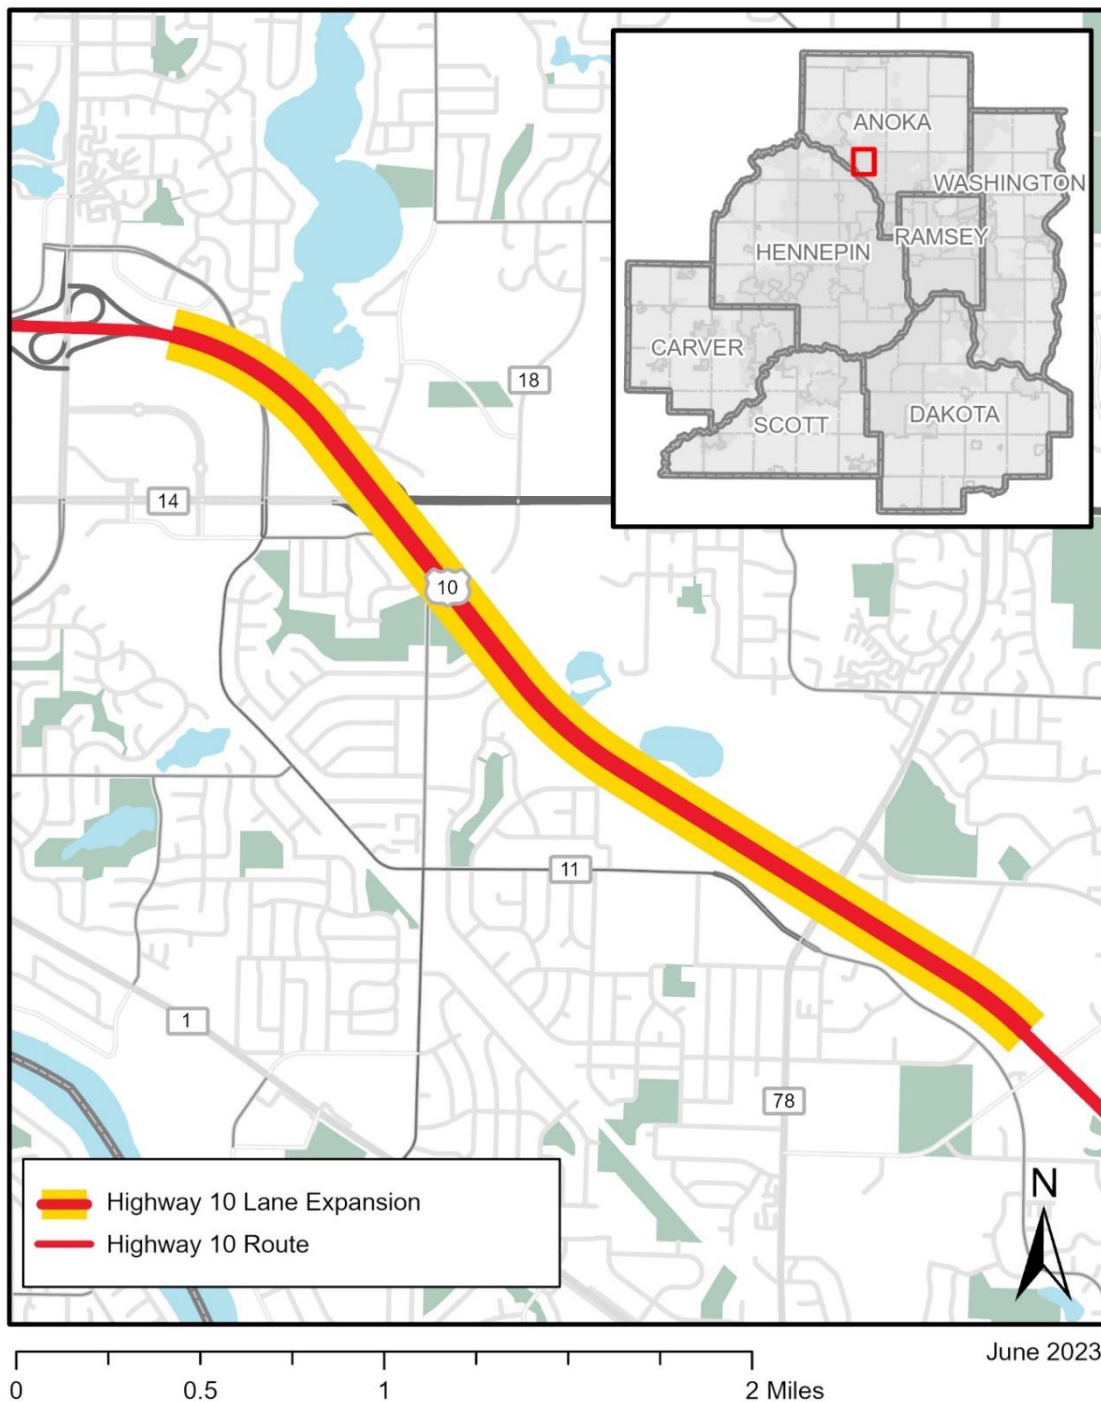 ANOKA
WASHINGTON
RAMSEY
HENNEPIN
CARVER
SCOTT
DAKOTA
18
14
10
11
1
78
Highway 10 Lane Expansion
Highway 10 Route
N
June 2023
0 0.5 1 2 Miles